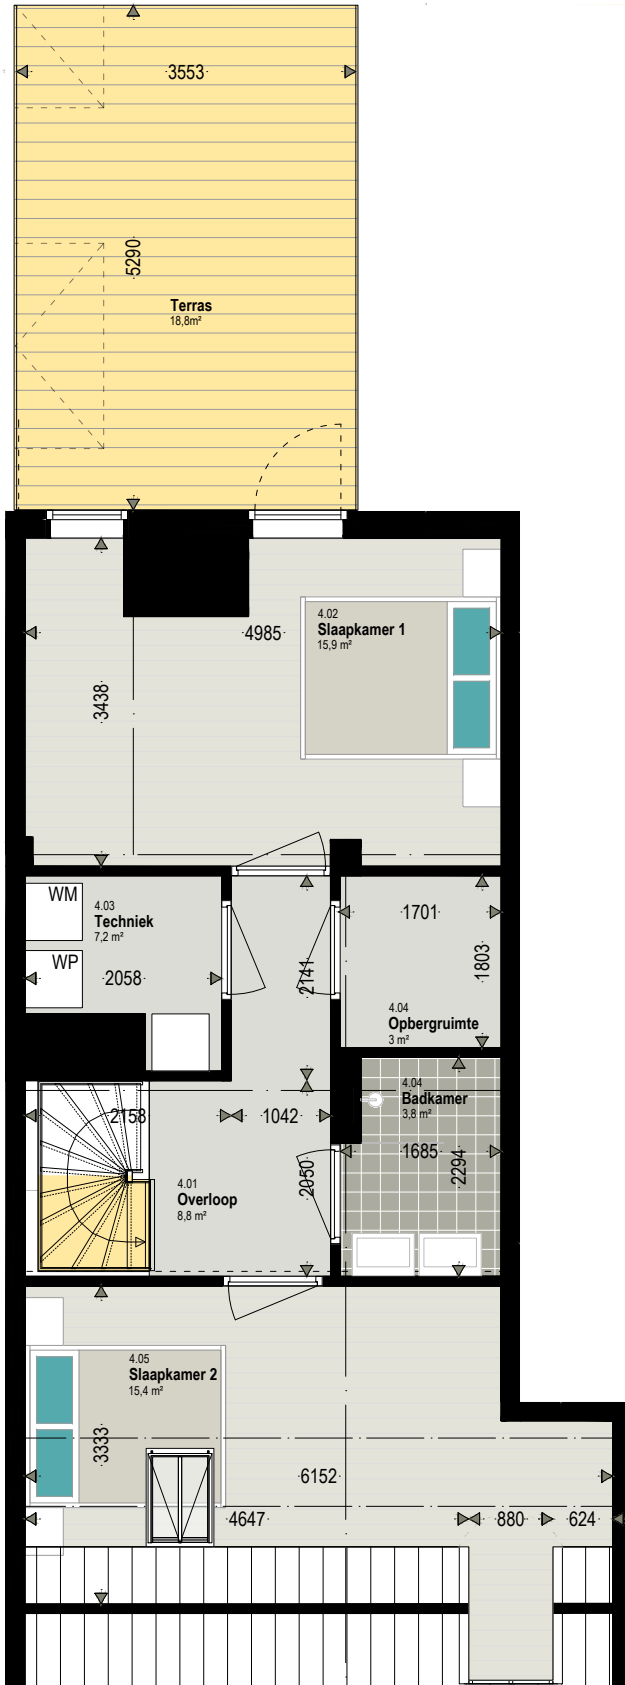 3553
5290
Terras
18,8m²
4.02
Slaapkamer 1
15,9 m²
4985
3438
WM
4.03
Techniek
7,2 m²
WP
2058
2141
1701
1803
4.04
Opbergruimte
3 m²
4.04
Badkamer
3,8 m²
2158
1042
1685
2294
2050
4.01
Overloop
8,8 m²
4.05
Slaapkamer 2
15,4 m²
3333
6152
4647
880
624